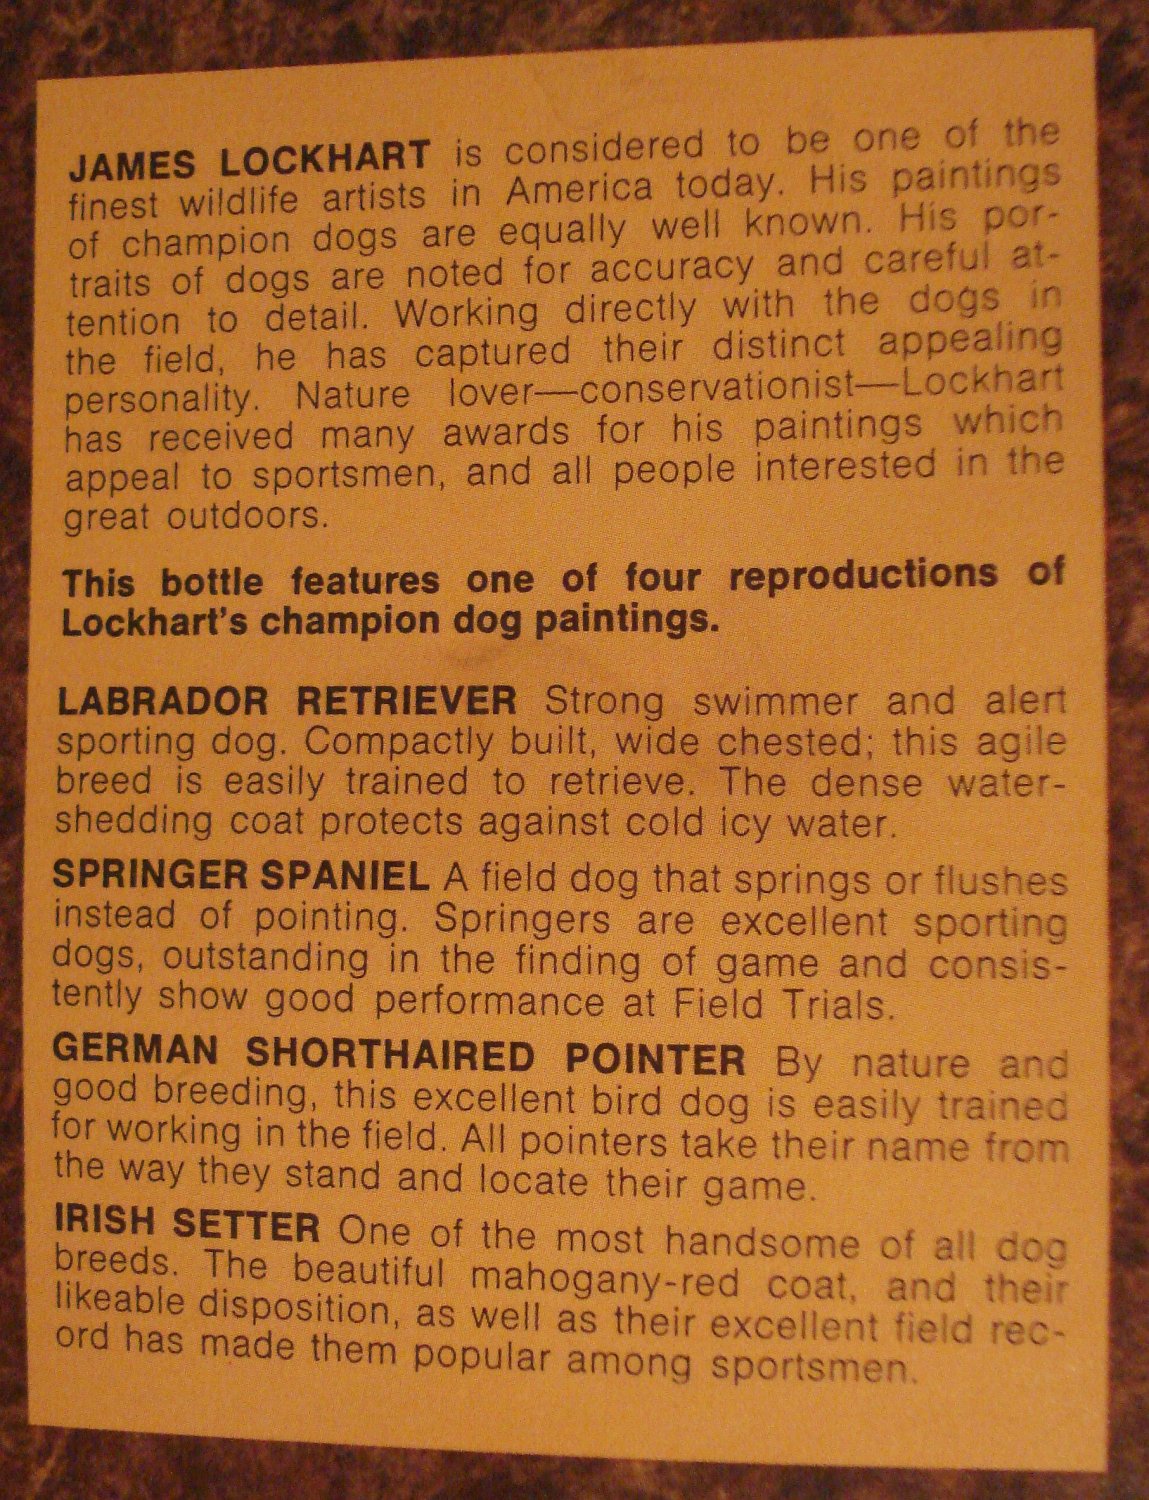 JAMES LOCKHART is considered to be one of the
finest wildlife artists in America today. His paintings
of champion dogs are equally well known. His por-
traits of dogs are noted for accuracy and careful at-
tention to detail. Working directly with the dogs in
the field, he has captured their distinct appealing
personality. Nature lover—conservationist—Lockhart
has received many awards for his paintings which
appeal to sportsmen, and all people interested in the
great outdoors.
This bottle features one of four reproductions of
Lockhart's champion dog paintings.
LABRADOR RETRIEVER Strong swimmer and alert
sporting dog. Compactly built, wide chested; this agile
breed is easily trained to retrieve. The dense water-
shedding coat protects against cold icy water.
SPRINGER SPANIEL A field dog that springs or flushes
instead of pointing. Springers are excellent sporting
dogs, outstanding in the finding of game and consis-
tently show good performance at Field Trials.
GERMAN SHORTHAIRED POINTER By nature and
good breeding, this excellent bird dog is easily trained
for working in the field. All pointers take their name from
the way they stand and locate their game.
IRISH SETTER One of the most handsome of all dog
breeds. The beautiful mahogany-red coat, and their
likeable disposition, as well as their excellent field rec-
ord has made them popular among sportsmen.